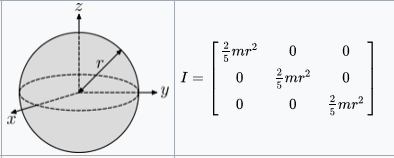 z
r
y
x
I = [ 2/5 mr² 0 0
0 2/5 mr² 0
0 0 2/5 mr² ]